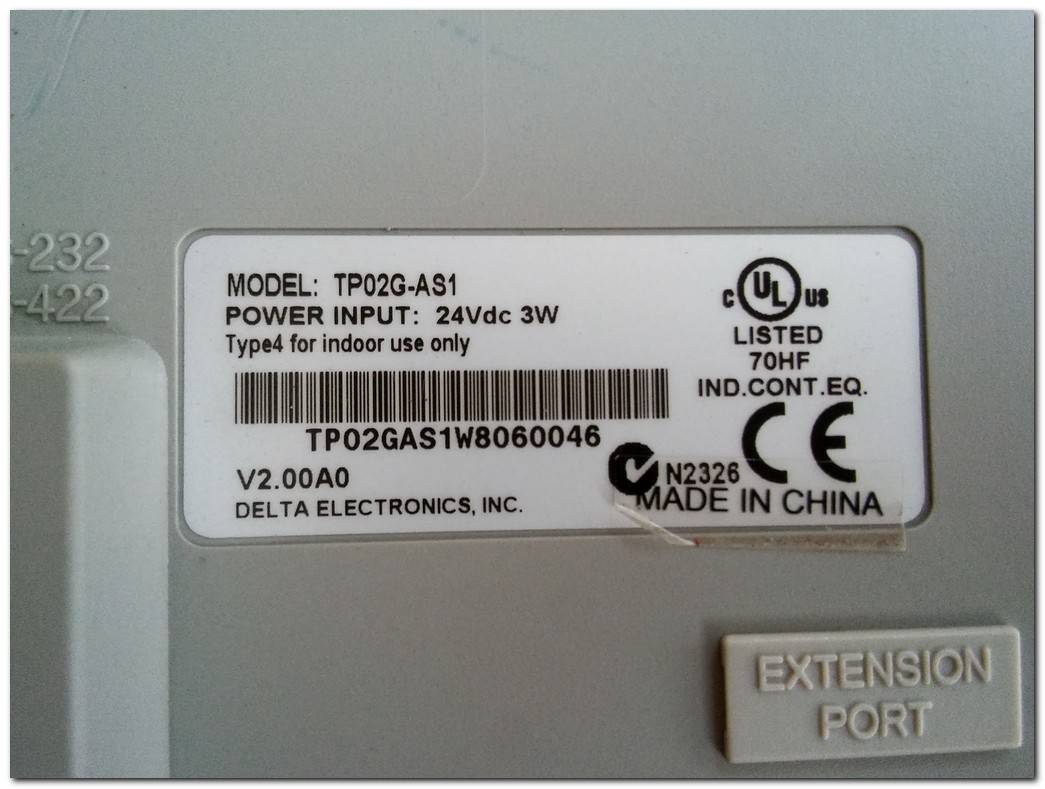 -232
-422
MODEL: TP02G-AS1
POWER INPUT: 24Vdc 3W
Type4 for indoor use only
TP02GAS1W8060046
V2.00A0
DELTA ELECTRONICS, INC.
C UL US
LISTED
70HF
IND.CONT.EQ.
CE
N2326
MADE IN CHINA
EXTENSION
PORT